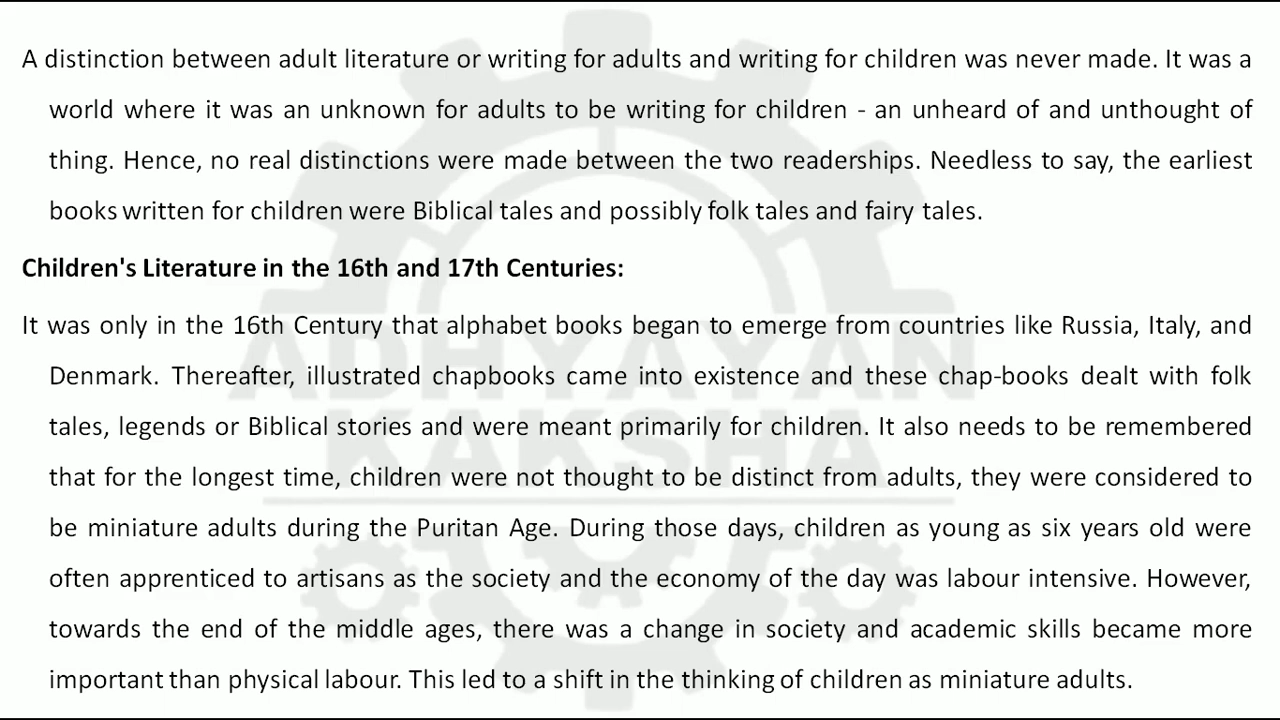 A distinction between adult literature or writing for adults and writing for children was never made. It was a
world where it was an unknown for adults to be writing for children - an unheard of and unthought of
thing. Hence, no real distinctions were made between the two readerships. Needless to say, the earliest
books written for children were Biblical tales and possibly folk tales and fairy tales.
Children's Literature in the 16th and 17th Centuries:
It was only in the 16th Century that alphabet books began to emerge from countries like Russia, Italy, and
Denmark. Thereafter, illustrated chapbooks came into existence and these chap-books dealt with folk
tales, legends or Biblical stories and were meant primarily for children. It also needs to be remembered
that for the longest time, children were not thought to be distinct from adults, they were considered to
be miniature adults during the Puritan Age. During those days, children as young as six years old were
often apprenticed to artisans as the society and the economy of the day was labour intensive. However,
towards the end of the middle ages, there was a change in society and academic skills became more
important than physical labour. This led to a shift in the thinking of children as miniature adults.
ADHYAYAN
KAKSHA